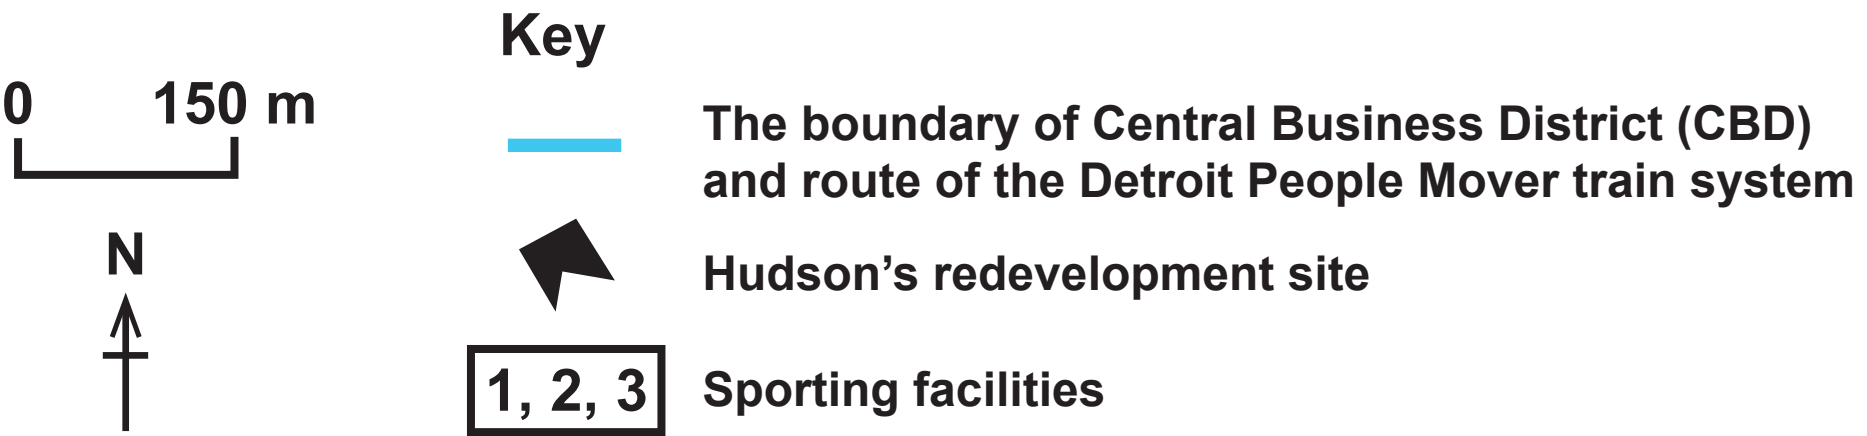 Key
0 150 m
The boundary of Central Business District (CBD)
and route of the Detroit People Mover train system
N
Hudson’s redevelopment site
1, 2, 3 Sporting facilities